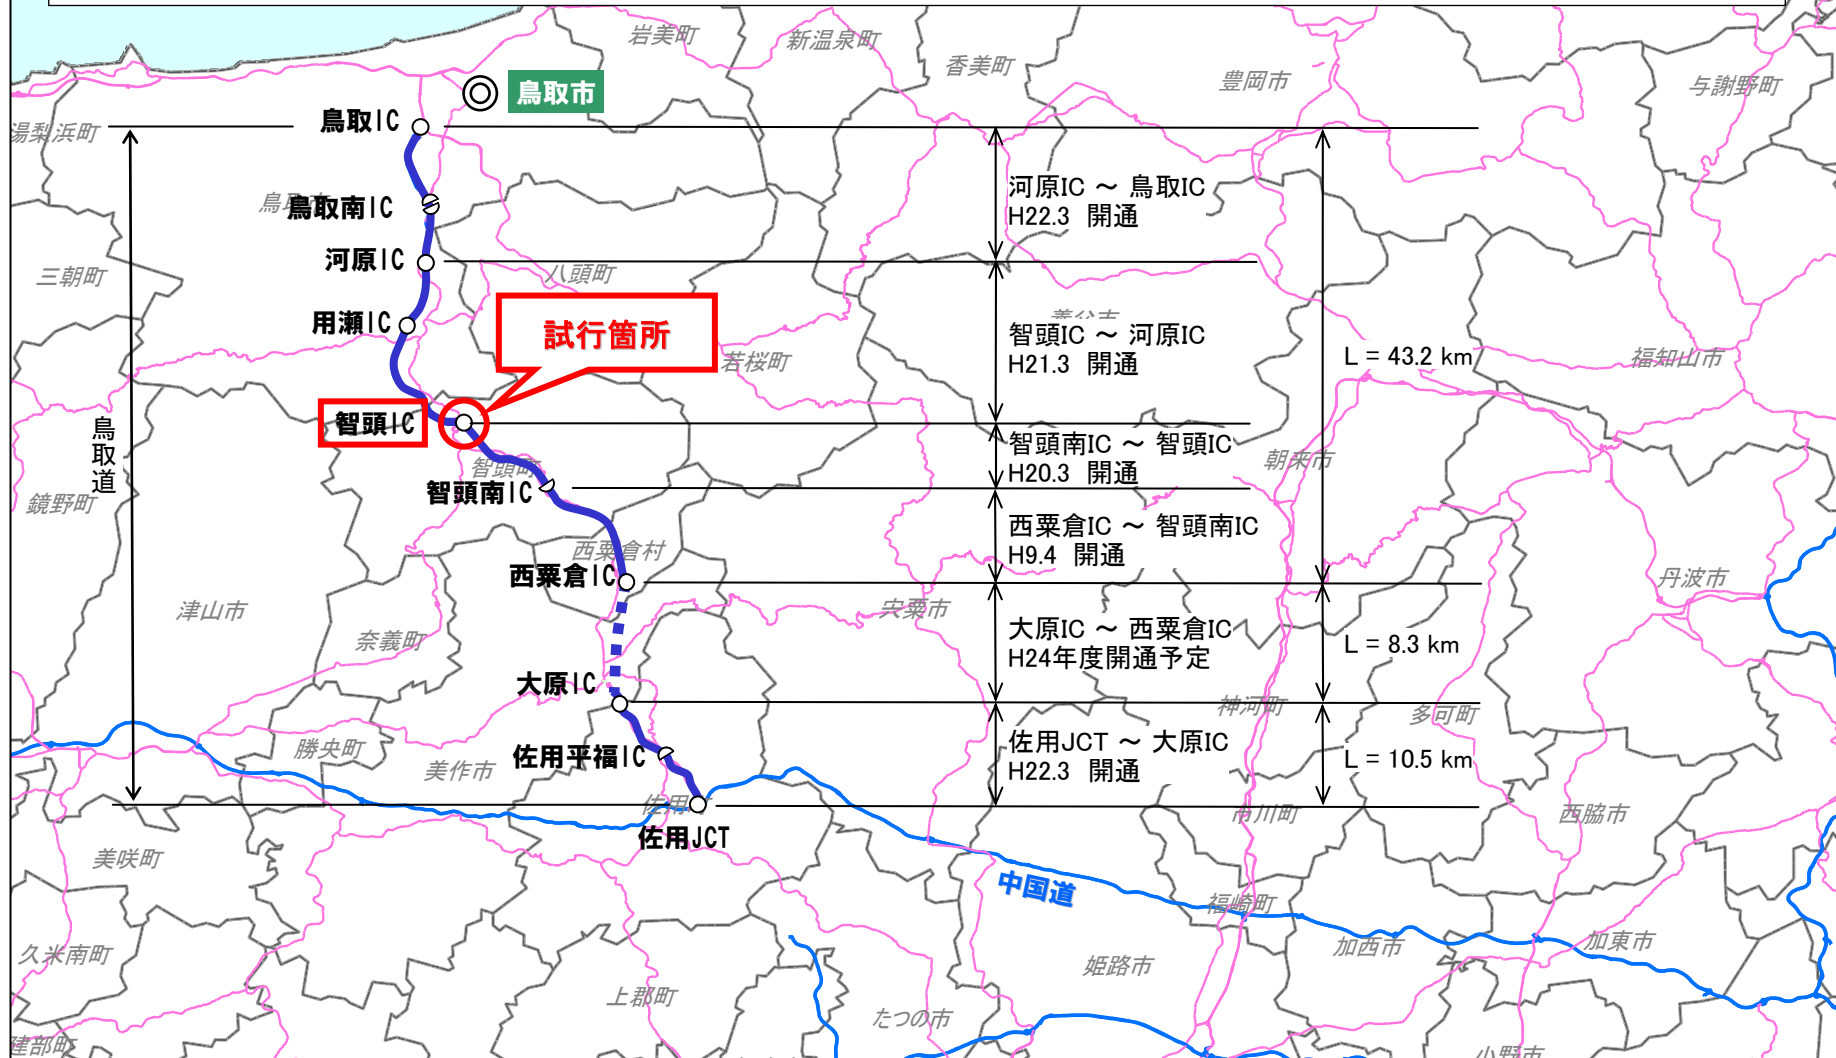 岩美町
新温泉町
香美町
豊岡市
与謝野町
鳥取市
湯梨浜町
鳥取IC
河原IC ～ 鳥取IC
H22.3 開通
鳥取南IC
三朝町
河原IC
八頭町
用瀬IC
試行箇所
若桜町
智頭IC ～ 河原IC
H21.3 開通
L = 43.2 km
福知山市
智頭IC
鳥取道
智頭町
智頭南IC ～ 智頭IC
H20.3 開通
朝来市
鏡野町
智頭南IC
西粟倉IC ～ 智頭南IC
H9.4 開通
西粟倉村
西粟倉IC
丹波市
津山市
奈義町
宍粟市
大原IC ～ 西粟倉IC
H24年度開通予定
L = 8.3 km
大原IC
神河町
多可町
勝央町
美作市
佐用平福IC
佐用JCT ～ 大原IC
H22.3 開通
L = 10.5 km
佐用町
佐用JCT
市川町
西脇市
美咲町
中国道
福崎町
久米南町
加西市
加東市
姫路市
上郡町
たつの市
建部町
小野市